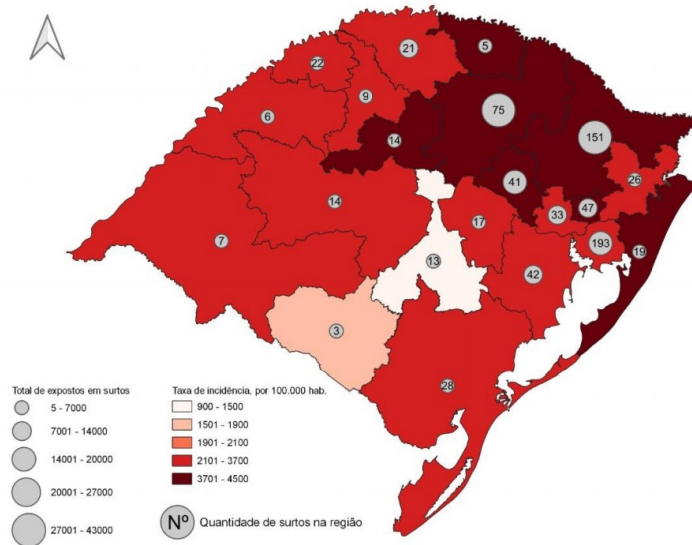 21
5
22
9
75
6
14
151
41
26
14
47
33
17
193
7
19
13
42
3
28
Total de expostos em surtos
5 - 7000
7001 - 14000
14001 - 20000
20001 - 27000
27001 - 43000
Taxa de incidência, por 100.000 hab.
900 - 1500
1501 - 1900
1901 - 2100
2101 - 3700
3701 - 4500
Nº Quantidade de surtos na região